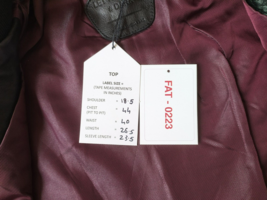 TOP
LABEL SIZE =
(TAPE MEASUREMENTS
IN INCHES)
SHOULDER = 18.5
CHEST = 44
(PIT TO PIT)
WAIST = 40
LENGTH = 26.5
SLEEVE LENGTH = 25.5
FAT - 0223